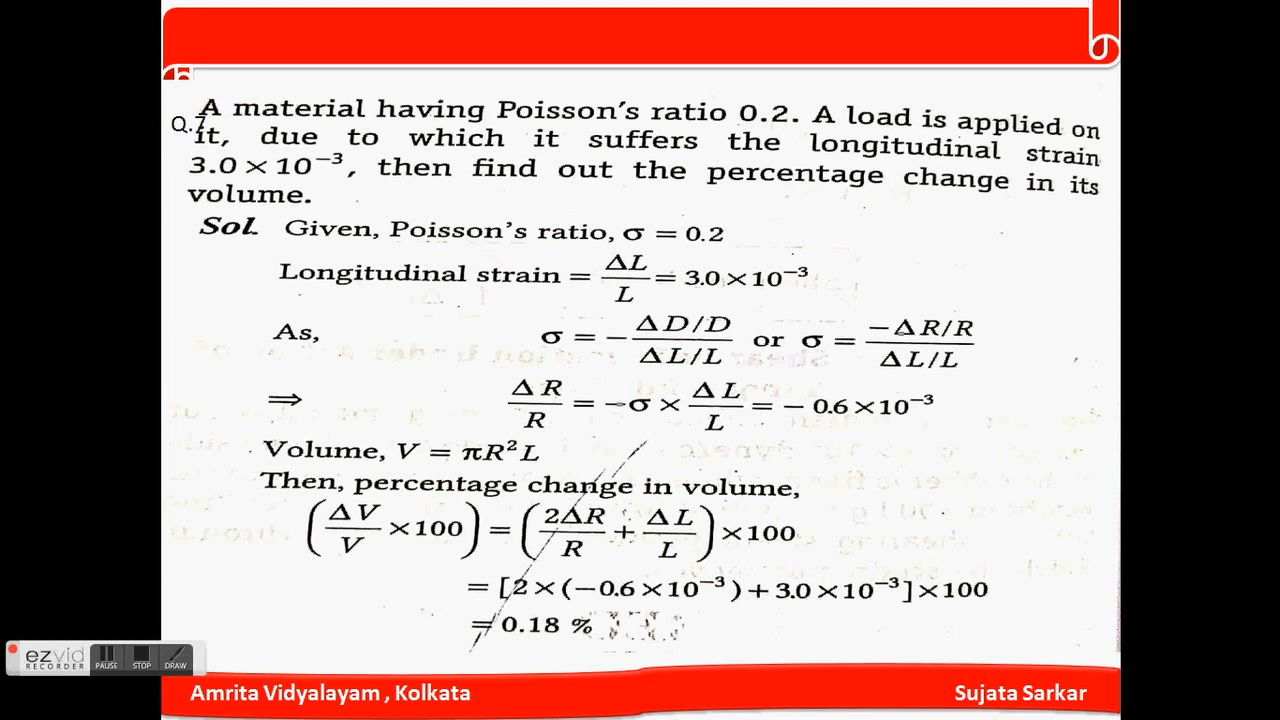 A material having Poisson's ratio 0.2. A load is applied on
Q.7 it, due to which it suffers the longitudinal strain
3.0 × 10⁻³, then find out the percentage change in its
volume.
Sol. Given, Poisson's ratio, σ = 0.2
Longitudinal strain = ΔL/L = 3.0 × 10⁻³
As, σ = − (ΔD/D)/(ΔL/L) or σ = (−ΔR/R)/(ΔL/L)
⇒ ΔR/R = −σ × ΔL/L = − 0.6 × 10⁻³
Volume, V = πR²L
Then, percentage change in volume,
(ΔV/V × 100) = (2ΔR/R + ΔL/L) × 100
= [2 × (−0.6 × 10⁻³) + 3.0 × 10⁻³] × 100
= 0.18 %
ezvid
RECORDER
PAUSE
STOP
DRAW
Amrita Vidyalayam , Kolkata
Sujata Sarkar